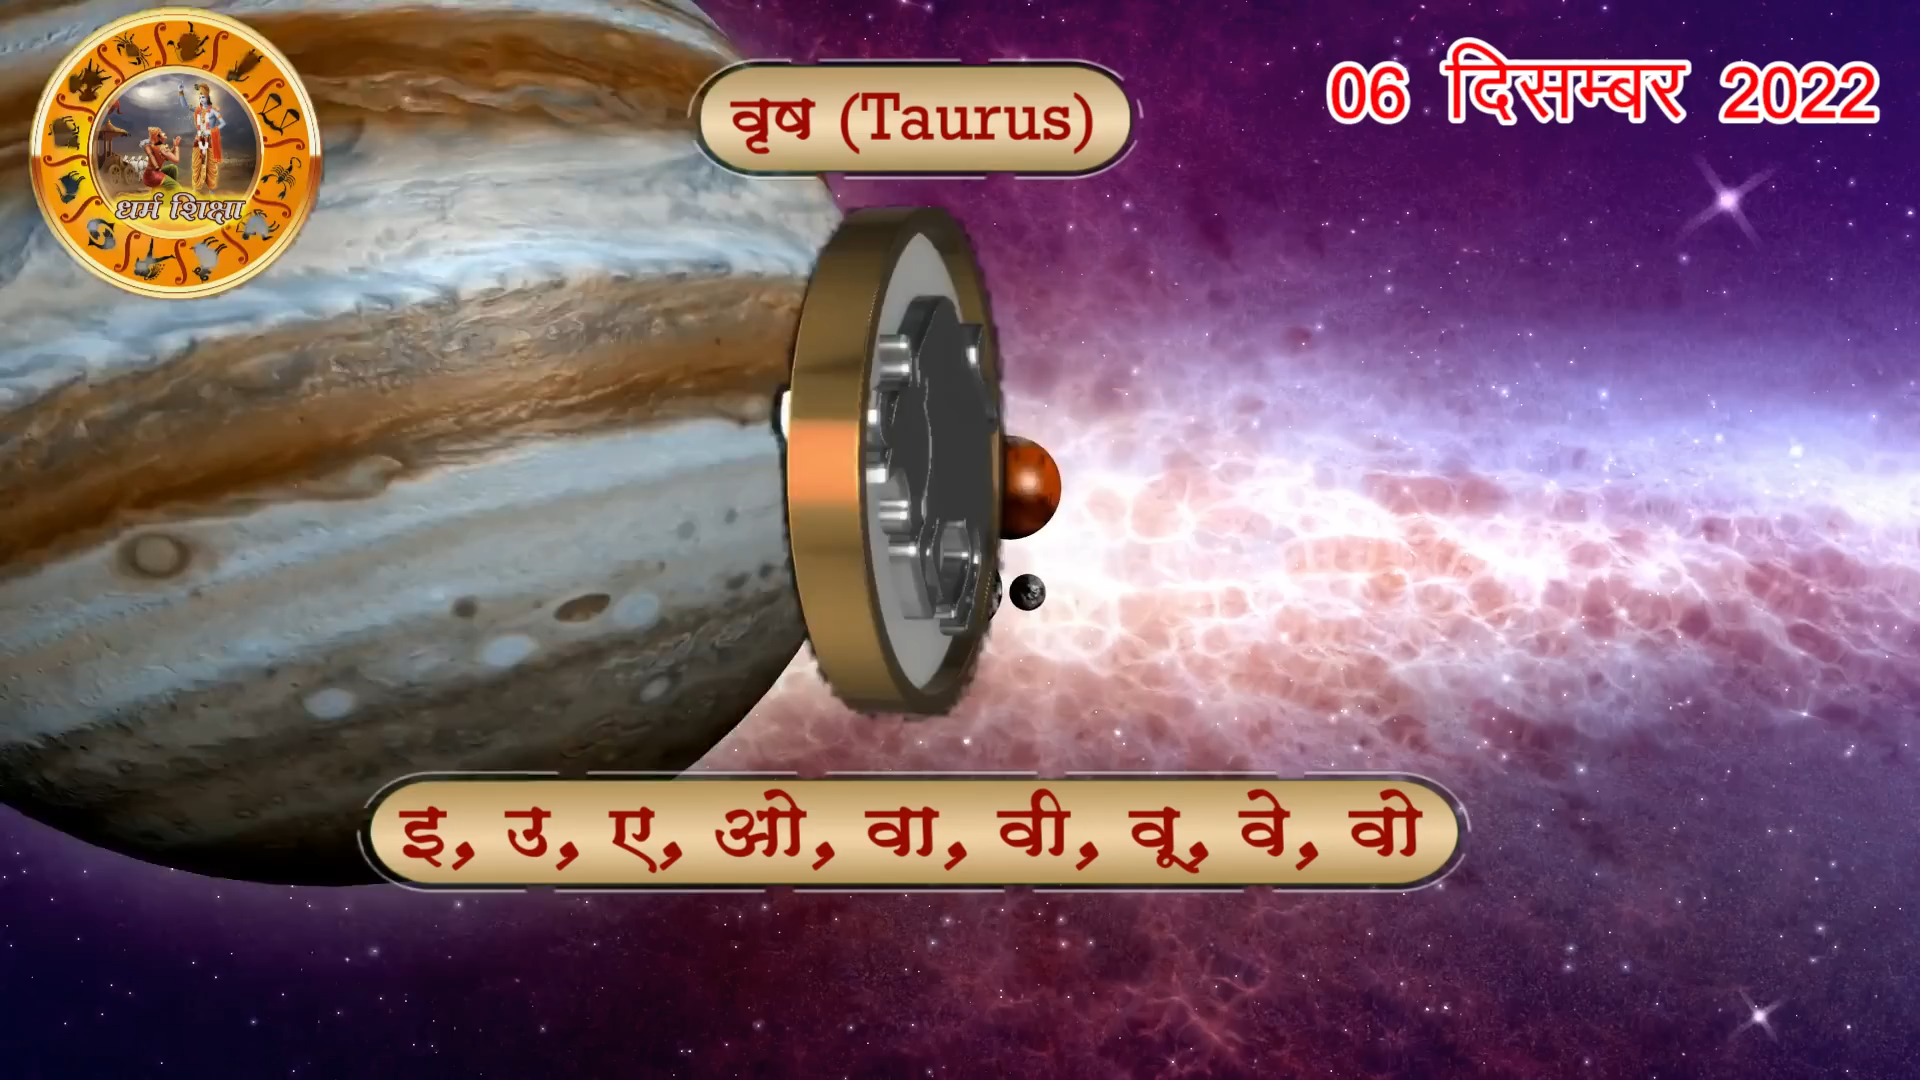 धर्म शिक्षा
वृष (Taurus)
06 दिसम्बर 2022
इ, उ, ए, ओ, वा, वी, वू, वे, वो